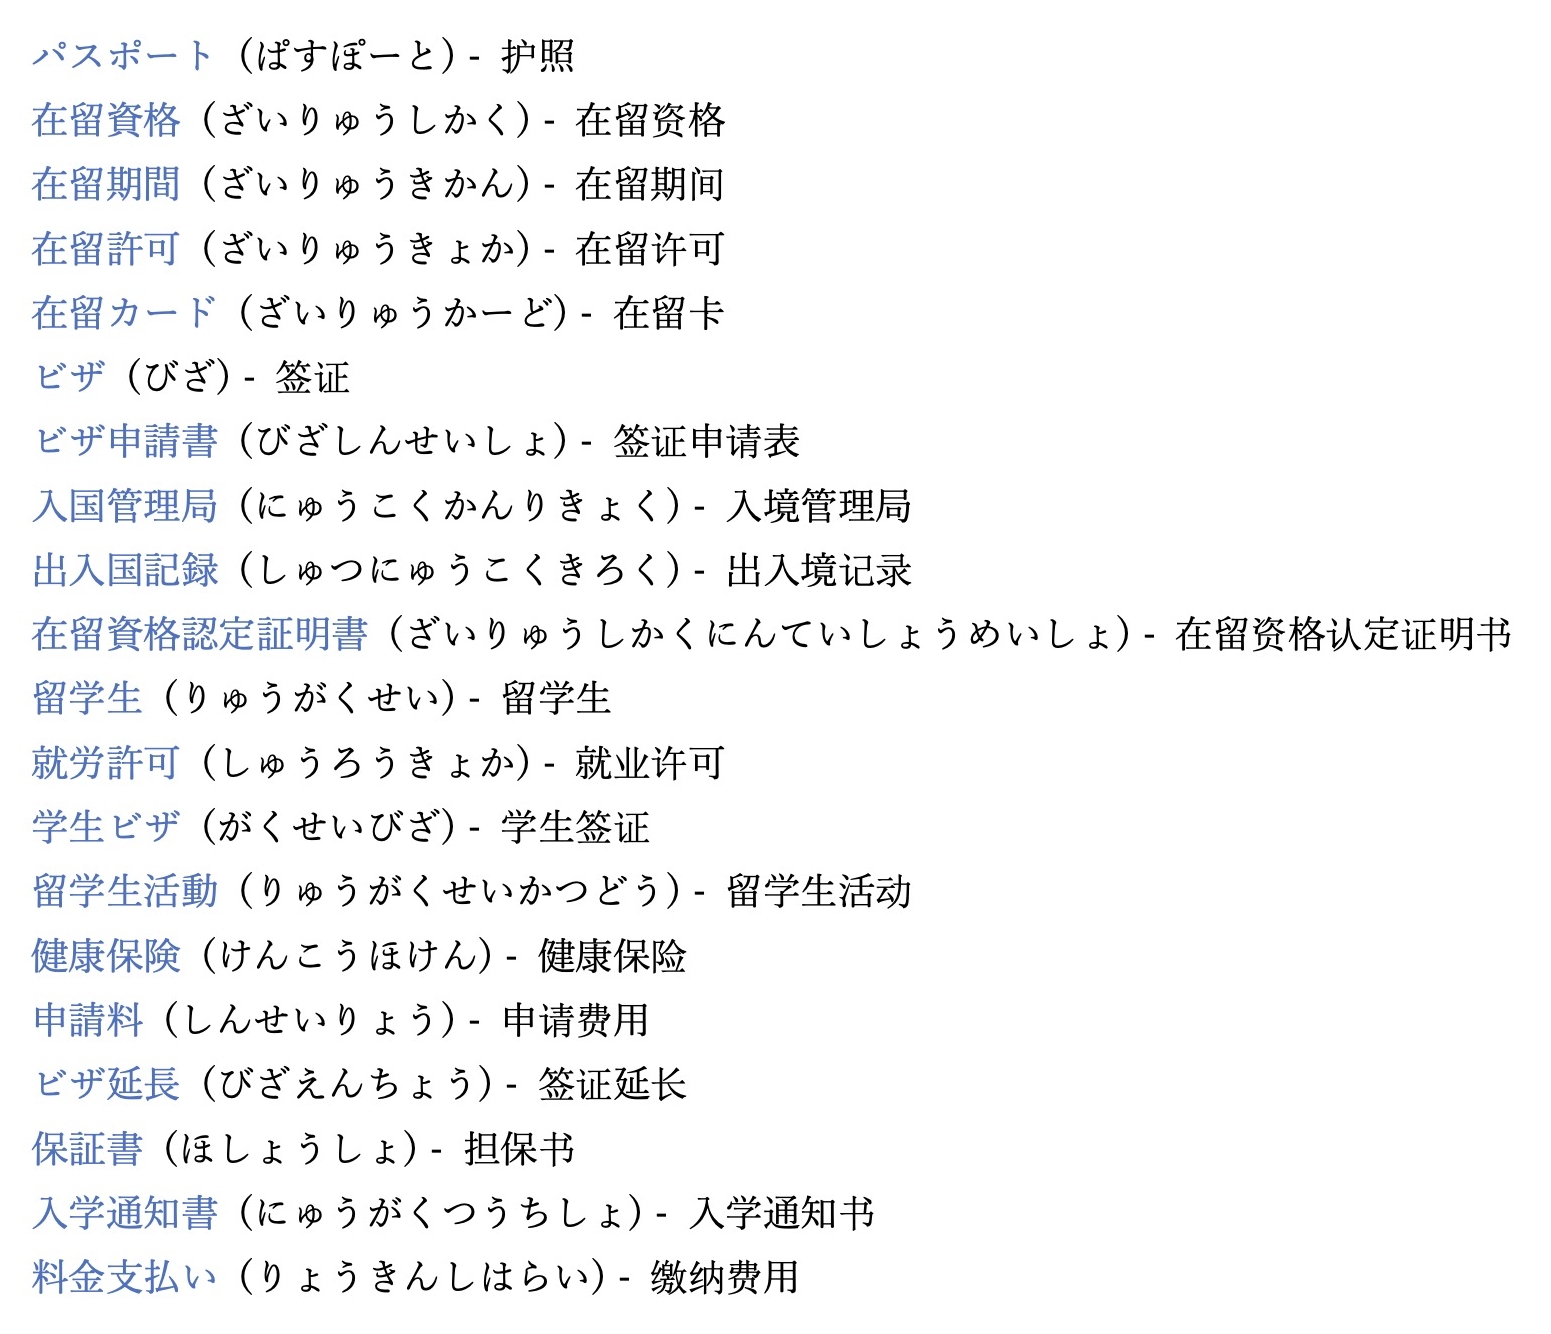 パスポート（ぱすぽーと）- 护照
在留資格（ざいりゅうしかく）- 在留资格
在留期間（ざいりゅうきかん）- 在留期间
在留許可（ざいりゅうきょか）- 在留许可
在留カード（ざいりゅうかーど）- 在留卡
ビザ（びざ）- 签证
ビザ申請書（びざしんせいしょ）- 签证申请表
入国管理局（にゅうこくかんりきょく）- 入境管理局
出入国記録（しゅつにゅうこくきろく）- 出入境记录
在留資格認定証明書（ざいりゅうしかくにんていしょうめいしょ）- 在留资格认定证明书
留学生（りゅうがくせい）- 留学生
就労許可（しゅうろうきょか）- 就业许可
学生ビザ（がくせいびざ）- 学生签证
留学生活動（りゅうがくせいかつどう）- 留学生活动
健康保険（けんこうほけん）- 健康保险
申請料（しんせいりょう）- 申请费用
ビザ延長（びざえんちょう）- 签证延长
保証書（ほしょうしょ）- 担保书
入学通知書（にゅうがくつうちしょ）- 入学通知书
料金支払い（りょうきんしはらい）- 缴纳费用